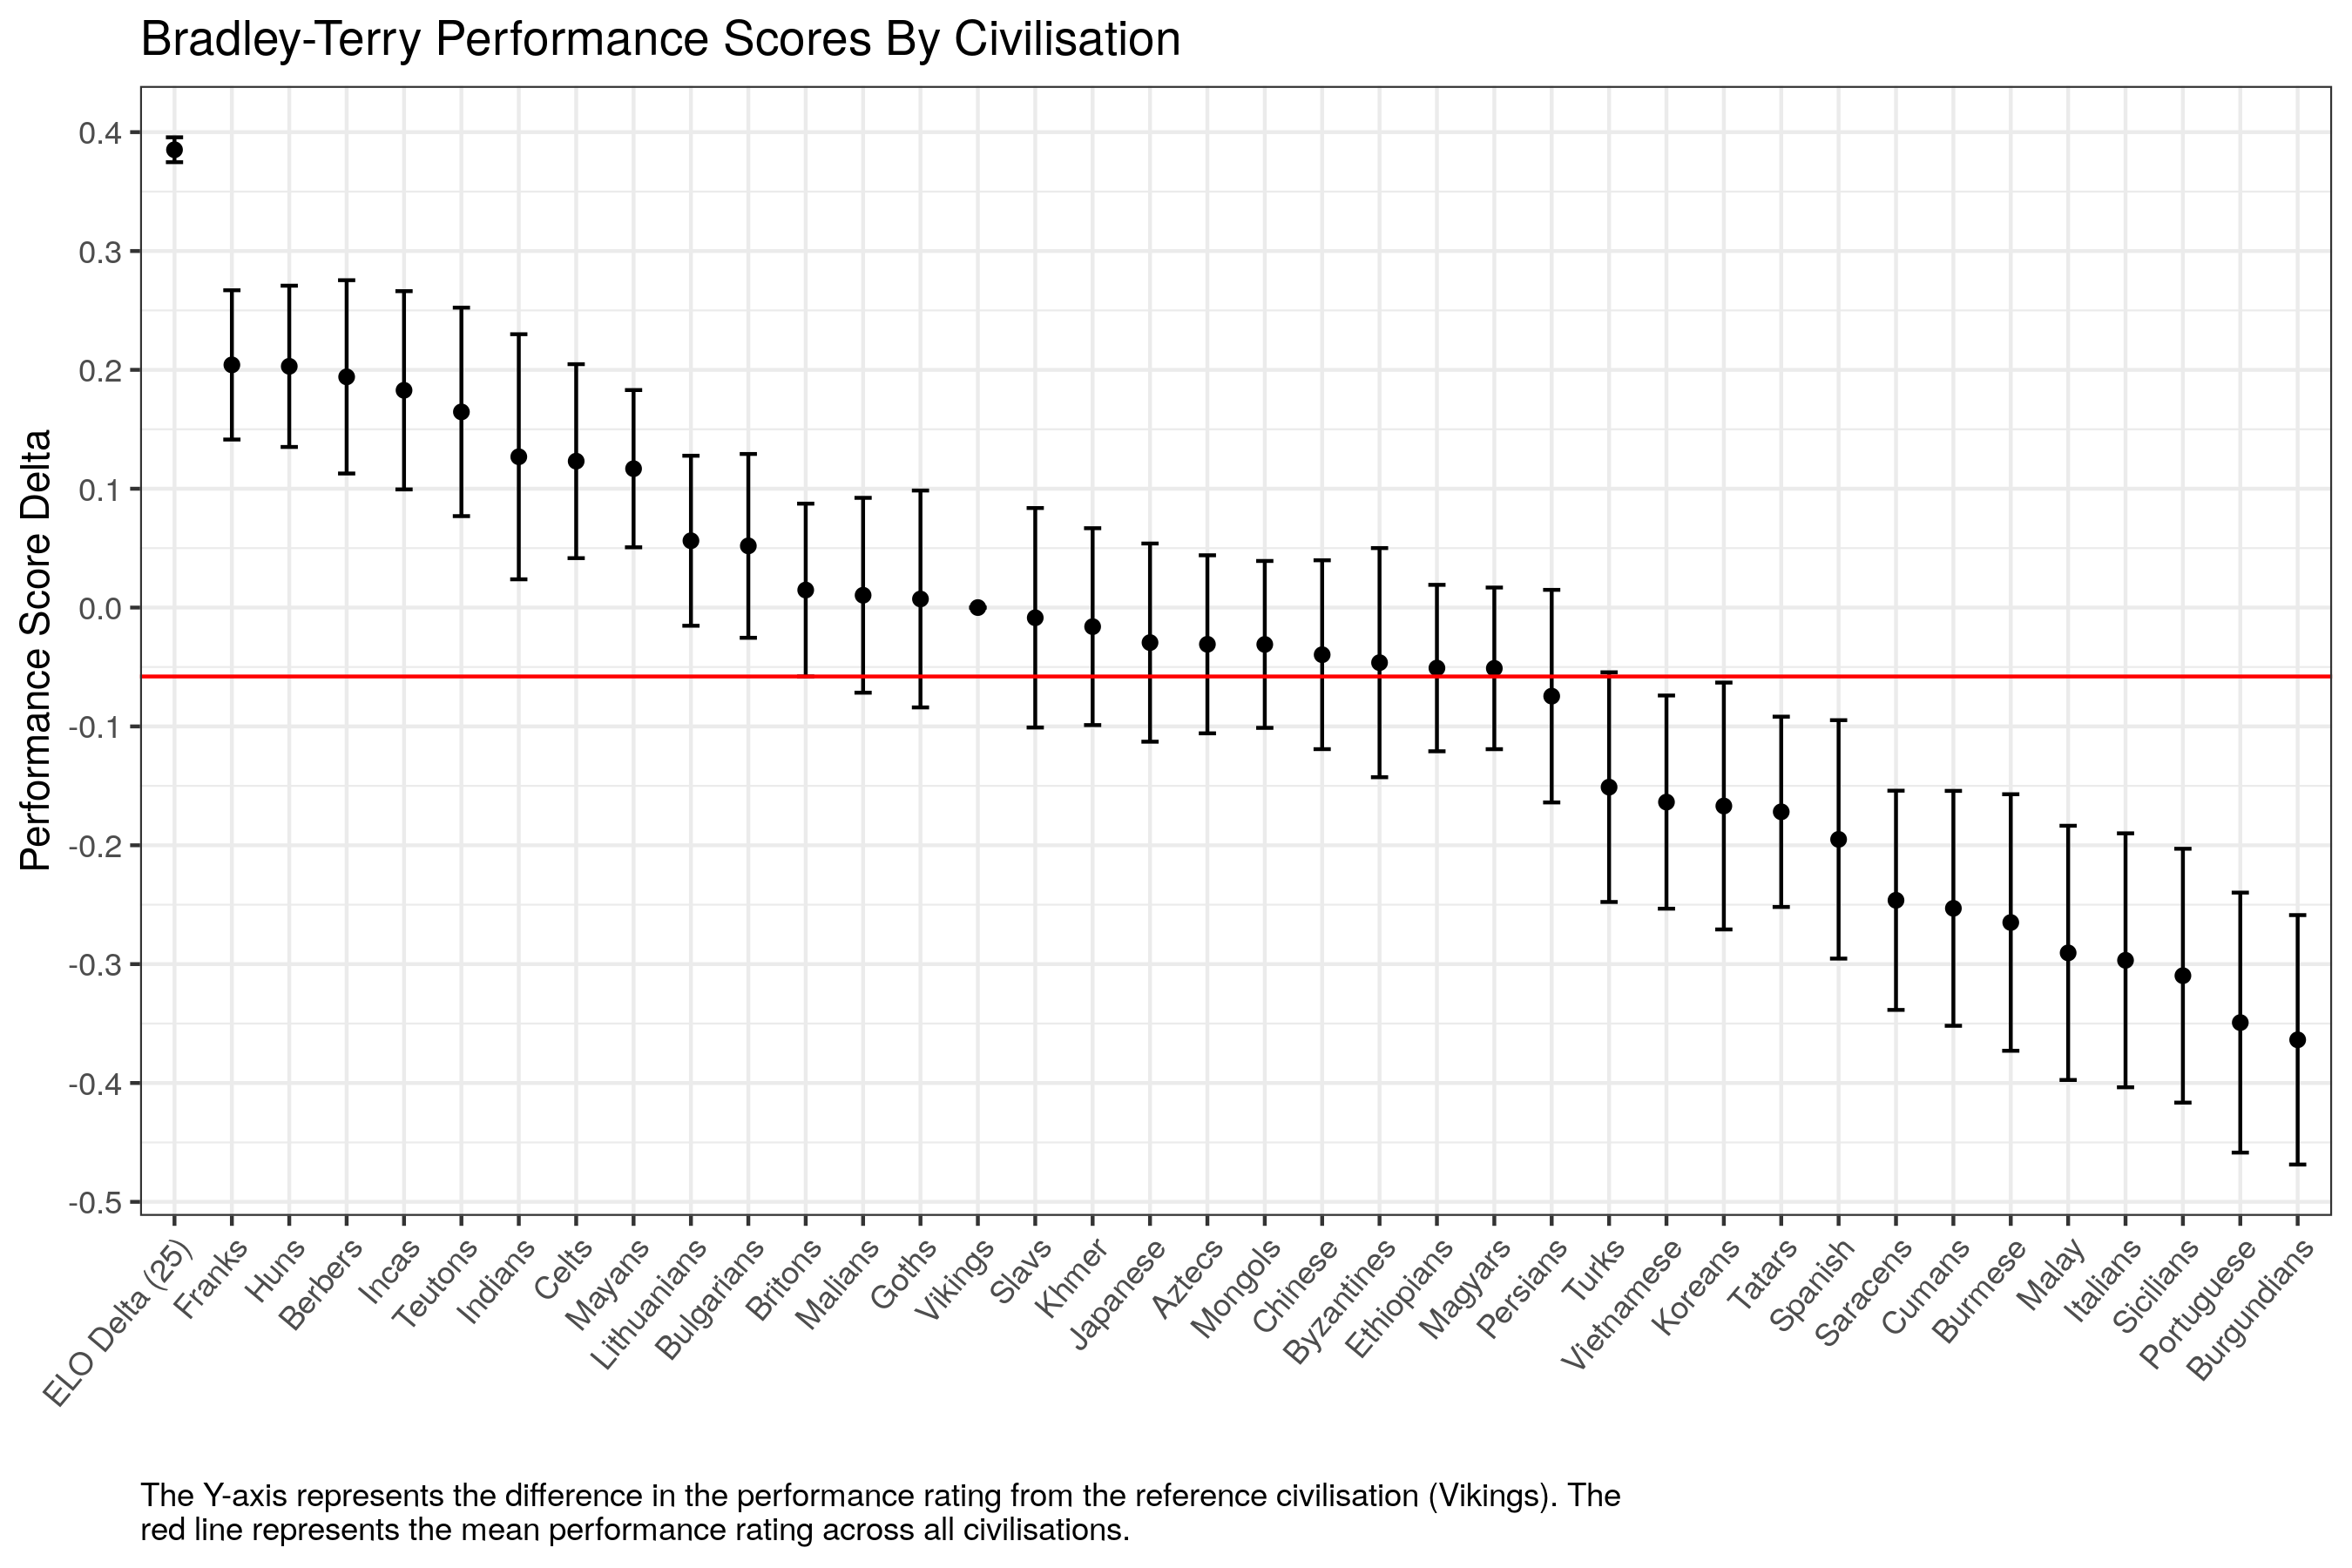 Bradley-Terry Performance Scores By Civilisation
Performance Score Delta
0.4
0.3
0.2
0.1
0.0
-0.1
-0.2
-0.3
-0.4
-0.5
ELO Delta (25)
Franks
Huns
Berbers
Incas
Teutons
Indians
Celts
Mayans
Lithuanians
Bulgarians
Britons
Malians
Goths
Vikings
Slavs
Khmer
Japanese
Aztecs
Mongols
Chinese
Byzantines
Ethiopians
Magyars
Persians
Turks
Vietnamese
Koreans
Tatars
Spanish
Saracens
Cumans
Burmese
Malay
Italians
Sicilians
Portuguese
Burgundians
The Y-axis represents the difference in the performance rating from the reference civilisation (Vikings). The
red line represents the mean performance rating across all civilisations.